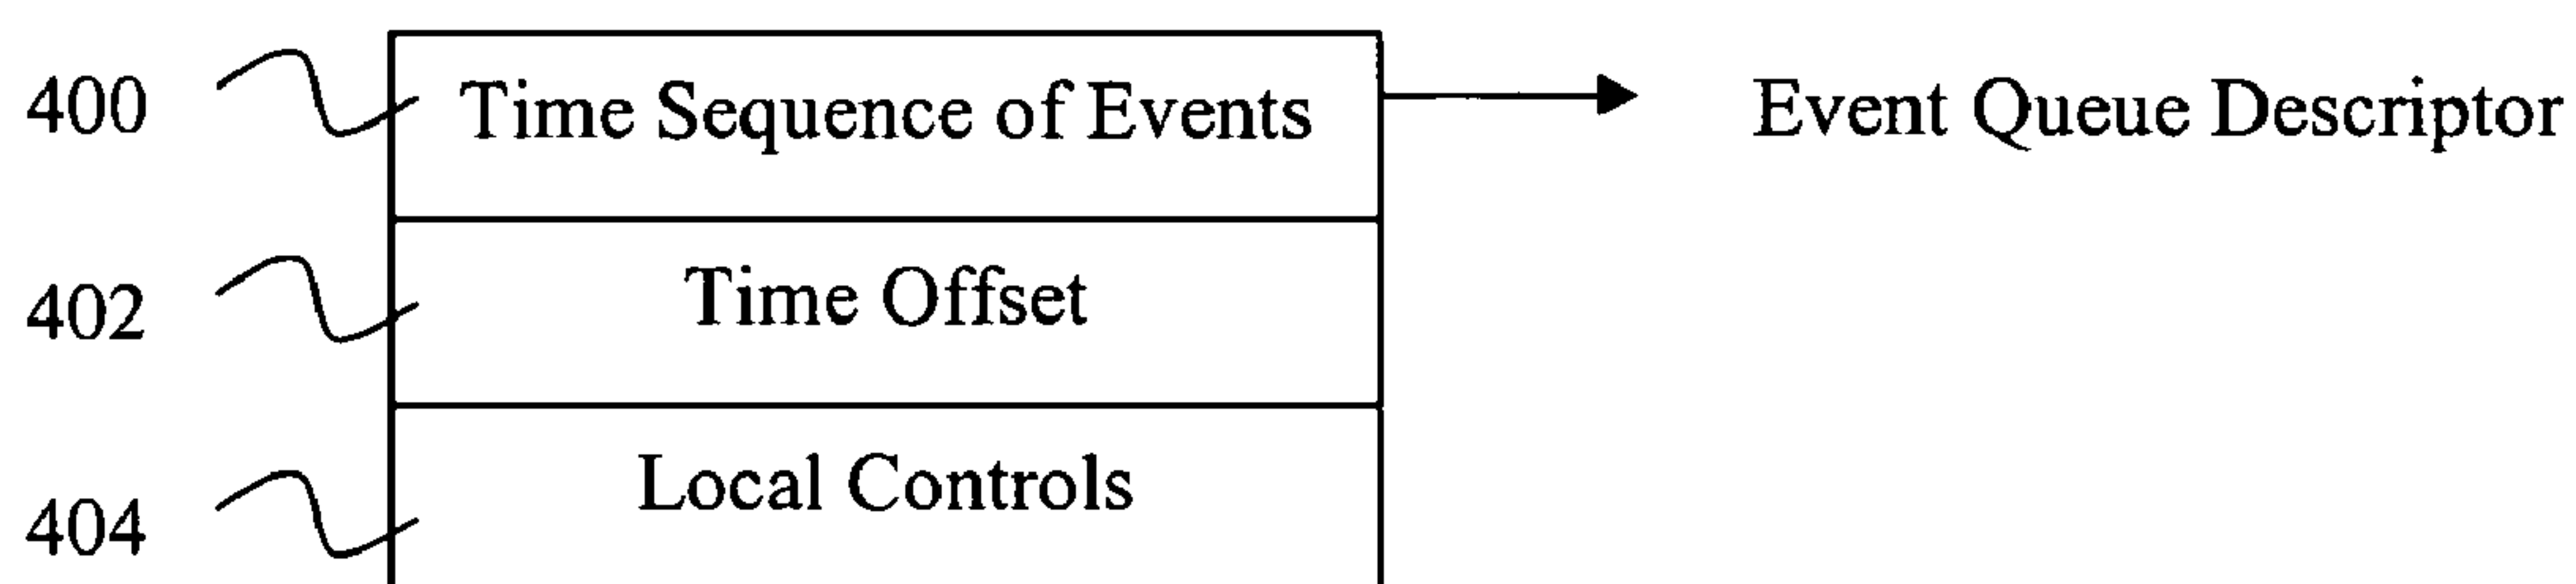 400 Time Sequence of Events Event Queue Descriptor
402 Time Offset
404 Local Controls